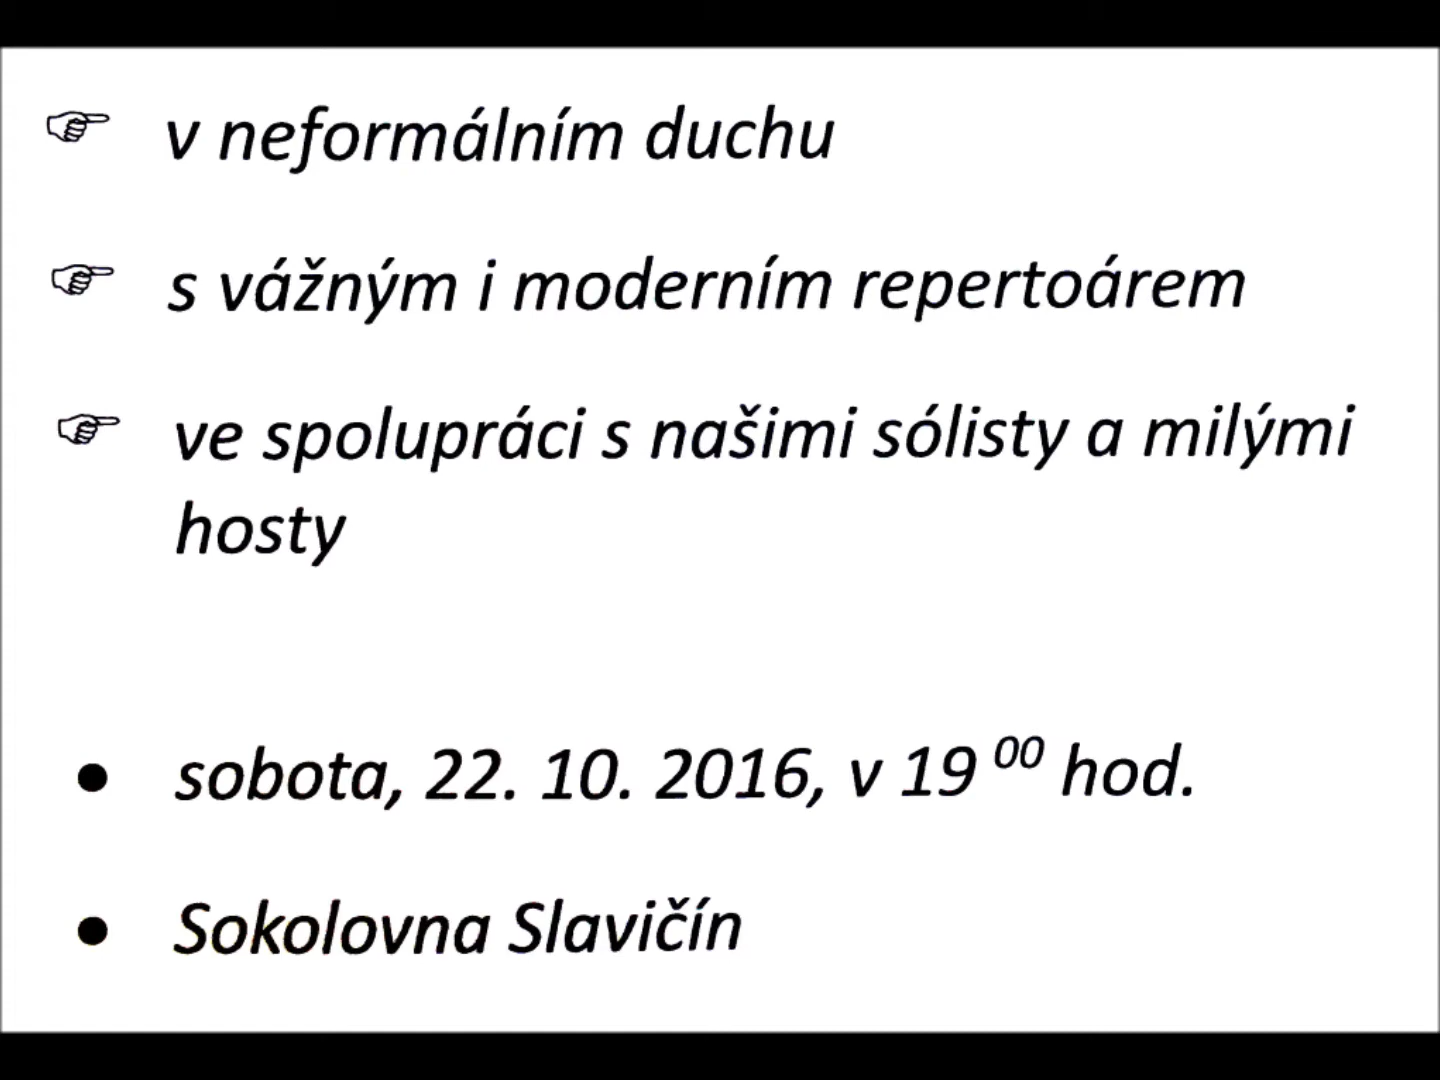 v neformálním duchu
s vážným i moderním repertoárem
ve spolupráci s našimi sólisty a milými
hosty
sobota, 22. 10. 2016, v 19 00 hod.
Sokolovna Slavičín